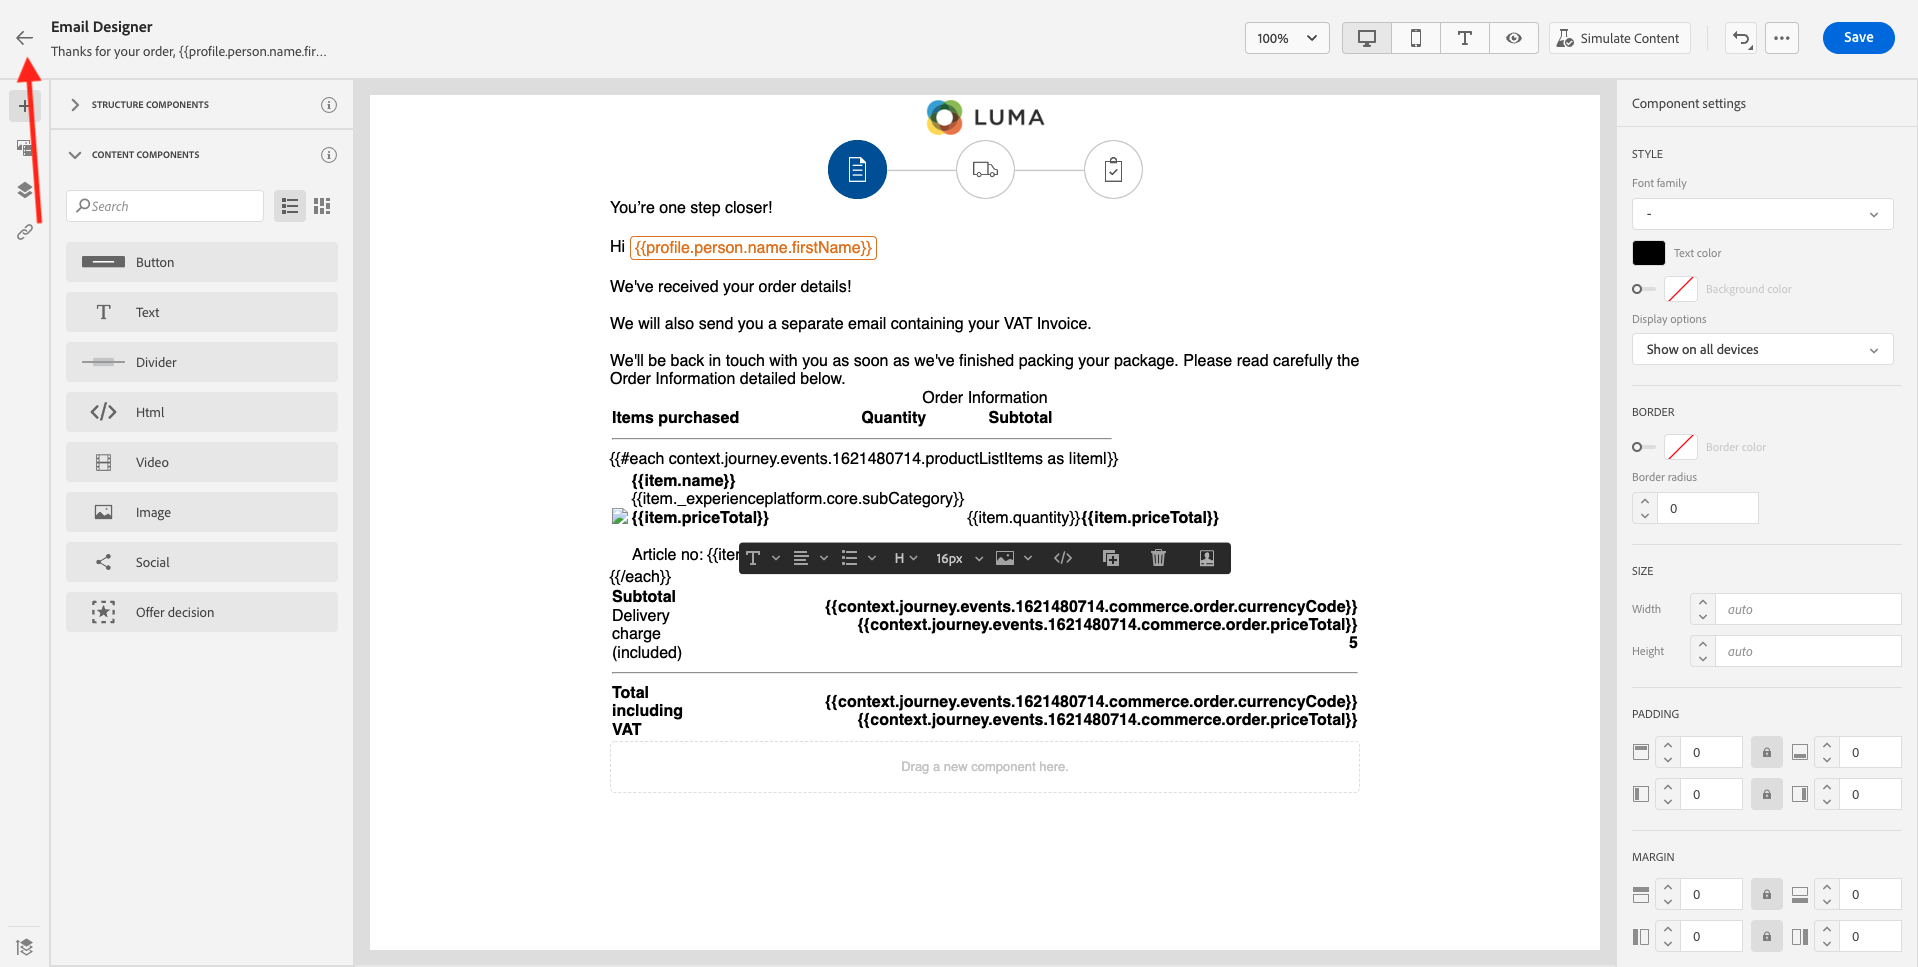 Email Designer
Thanks for your order, {{profile.person.name.fir...
100%
Simulate Content
Save
STRUCTURE COMPONENTS
CONTENT COMPONENTS
Search
Button
Text
Divider
Html
Video
Image
Social
Offer decision
LUMA
You're one step closer!
Hi {{profile.person.name.firstName}}
We've received your order details!
We will also send you a separate email containing your VAT Invoice.
We'll be back in touch with you as soon as we've finished packing your package. Please read carefully the
Order Information detailed below.
Order Information
Items purchased Quantity Subtotal
{{#each context.journey.events.1621480714.productListItems as |item|}}
{{item.name}}
{{item._experienceplatform.core.subCategory}}
{{item.priceTotal}} {{item.quantity}}{{item.priceTotal}}
Article no: {{iter
H 16px
{{/each}}
Subtotal
Delivery
charge
(included)
{{context.journey.events.1621480714.commerce.order.currencyCode}}
{{context.journey.events.1621480714.commerce.order.priceTotal}}
5
Total
including
VAT
{{context.journey.events.1621480714.commerce.order.currencyCode}}
{{context.journey.events.1621480714.commerce.order.priceTotal}}
Drag a new component here.
Component settings
STYLE
Font family
-
Text color
Background color
Display options
Show on all devices
BORDER
Border color
Border radius
0
SIZE
Width auto
Height auto
PADDING
0 0
0 0
MARGIN
0 0
0 0